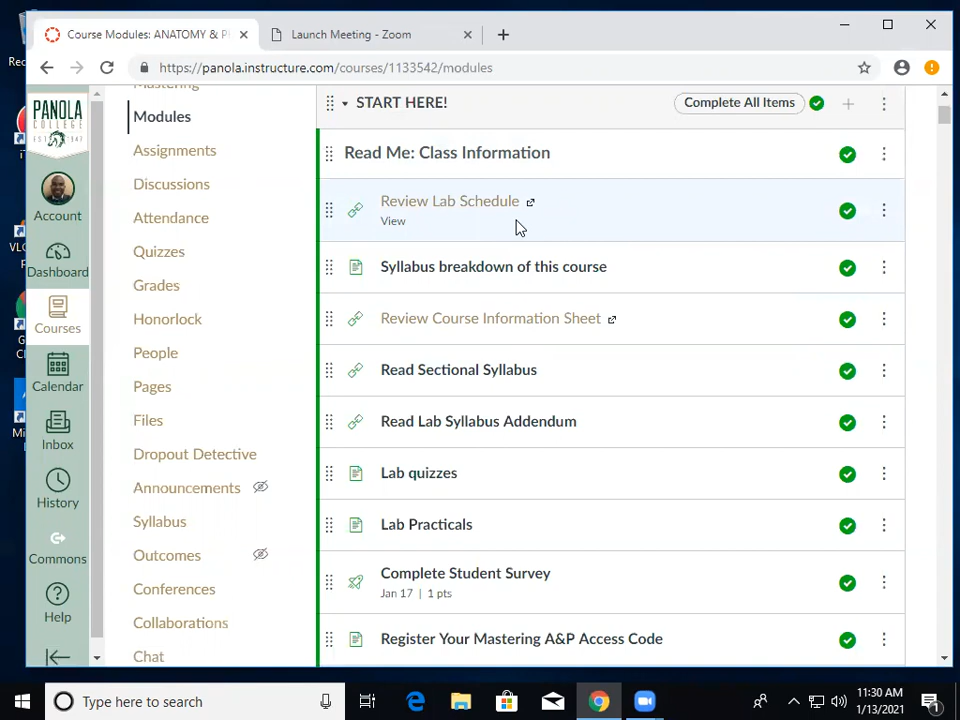 Course Modules: ANATOMY & P
Launch Meeting - Zoom
https://panola.instructure.com/courses/1133542/modules
PANOLA
COLLEGE
Account
Dashboard
Courses
Calendar
Inbox
History
Commons
Help
Mastering
Modules
Assignments
Discussions
Attendance
Quizzes
Grades
Honorlock
People
Pages
Files
Dropout Detective
Announcements
Syllabus
Outcomes
Conferences
Collaborations
Chat
START HERE!
Complete All Items
Read Me: Class Information
Review Lab Schedule
View
Syllabus breakdown of this course
Review Course Information Sheet
Read Sectional Syllabus
Read Lab Syllabus Addendum
Lab quizzes
Lab Practicals
Complete Student Survey
Jan 17 | 1 pts
Register Your Mastering A&P Access Code
Type here to search
11:30 AM
1/13/2021
1